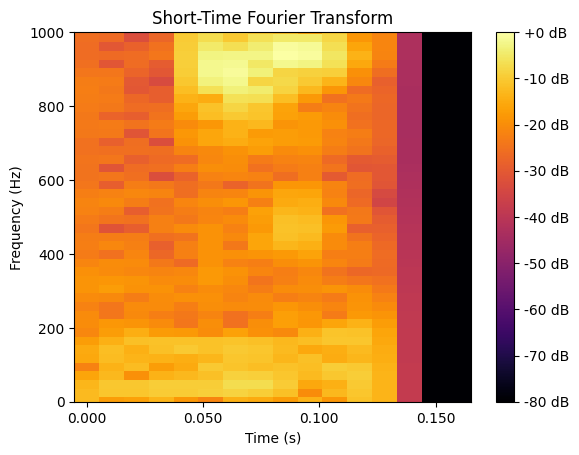 Short-Time Fourier Transform
1000
800
600
400
200
0
Frequency (Hz)
0.000
0.050
0.100
0.150
Time (s)
+0 dB
-10 dB
-20 dB
-30 dB
-40 dB
-50 dB
-60 dB
-70 dB
-80 dB